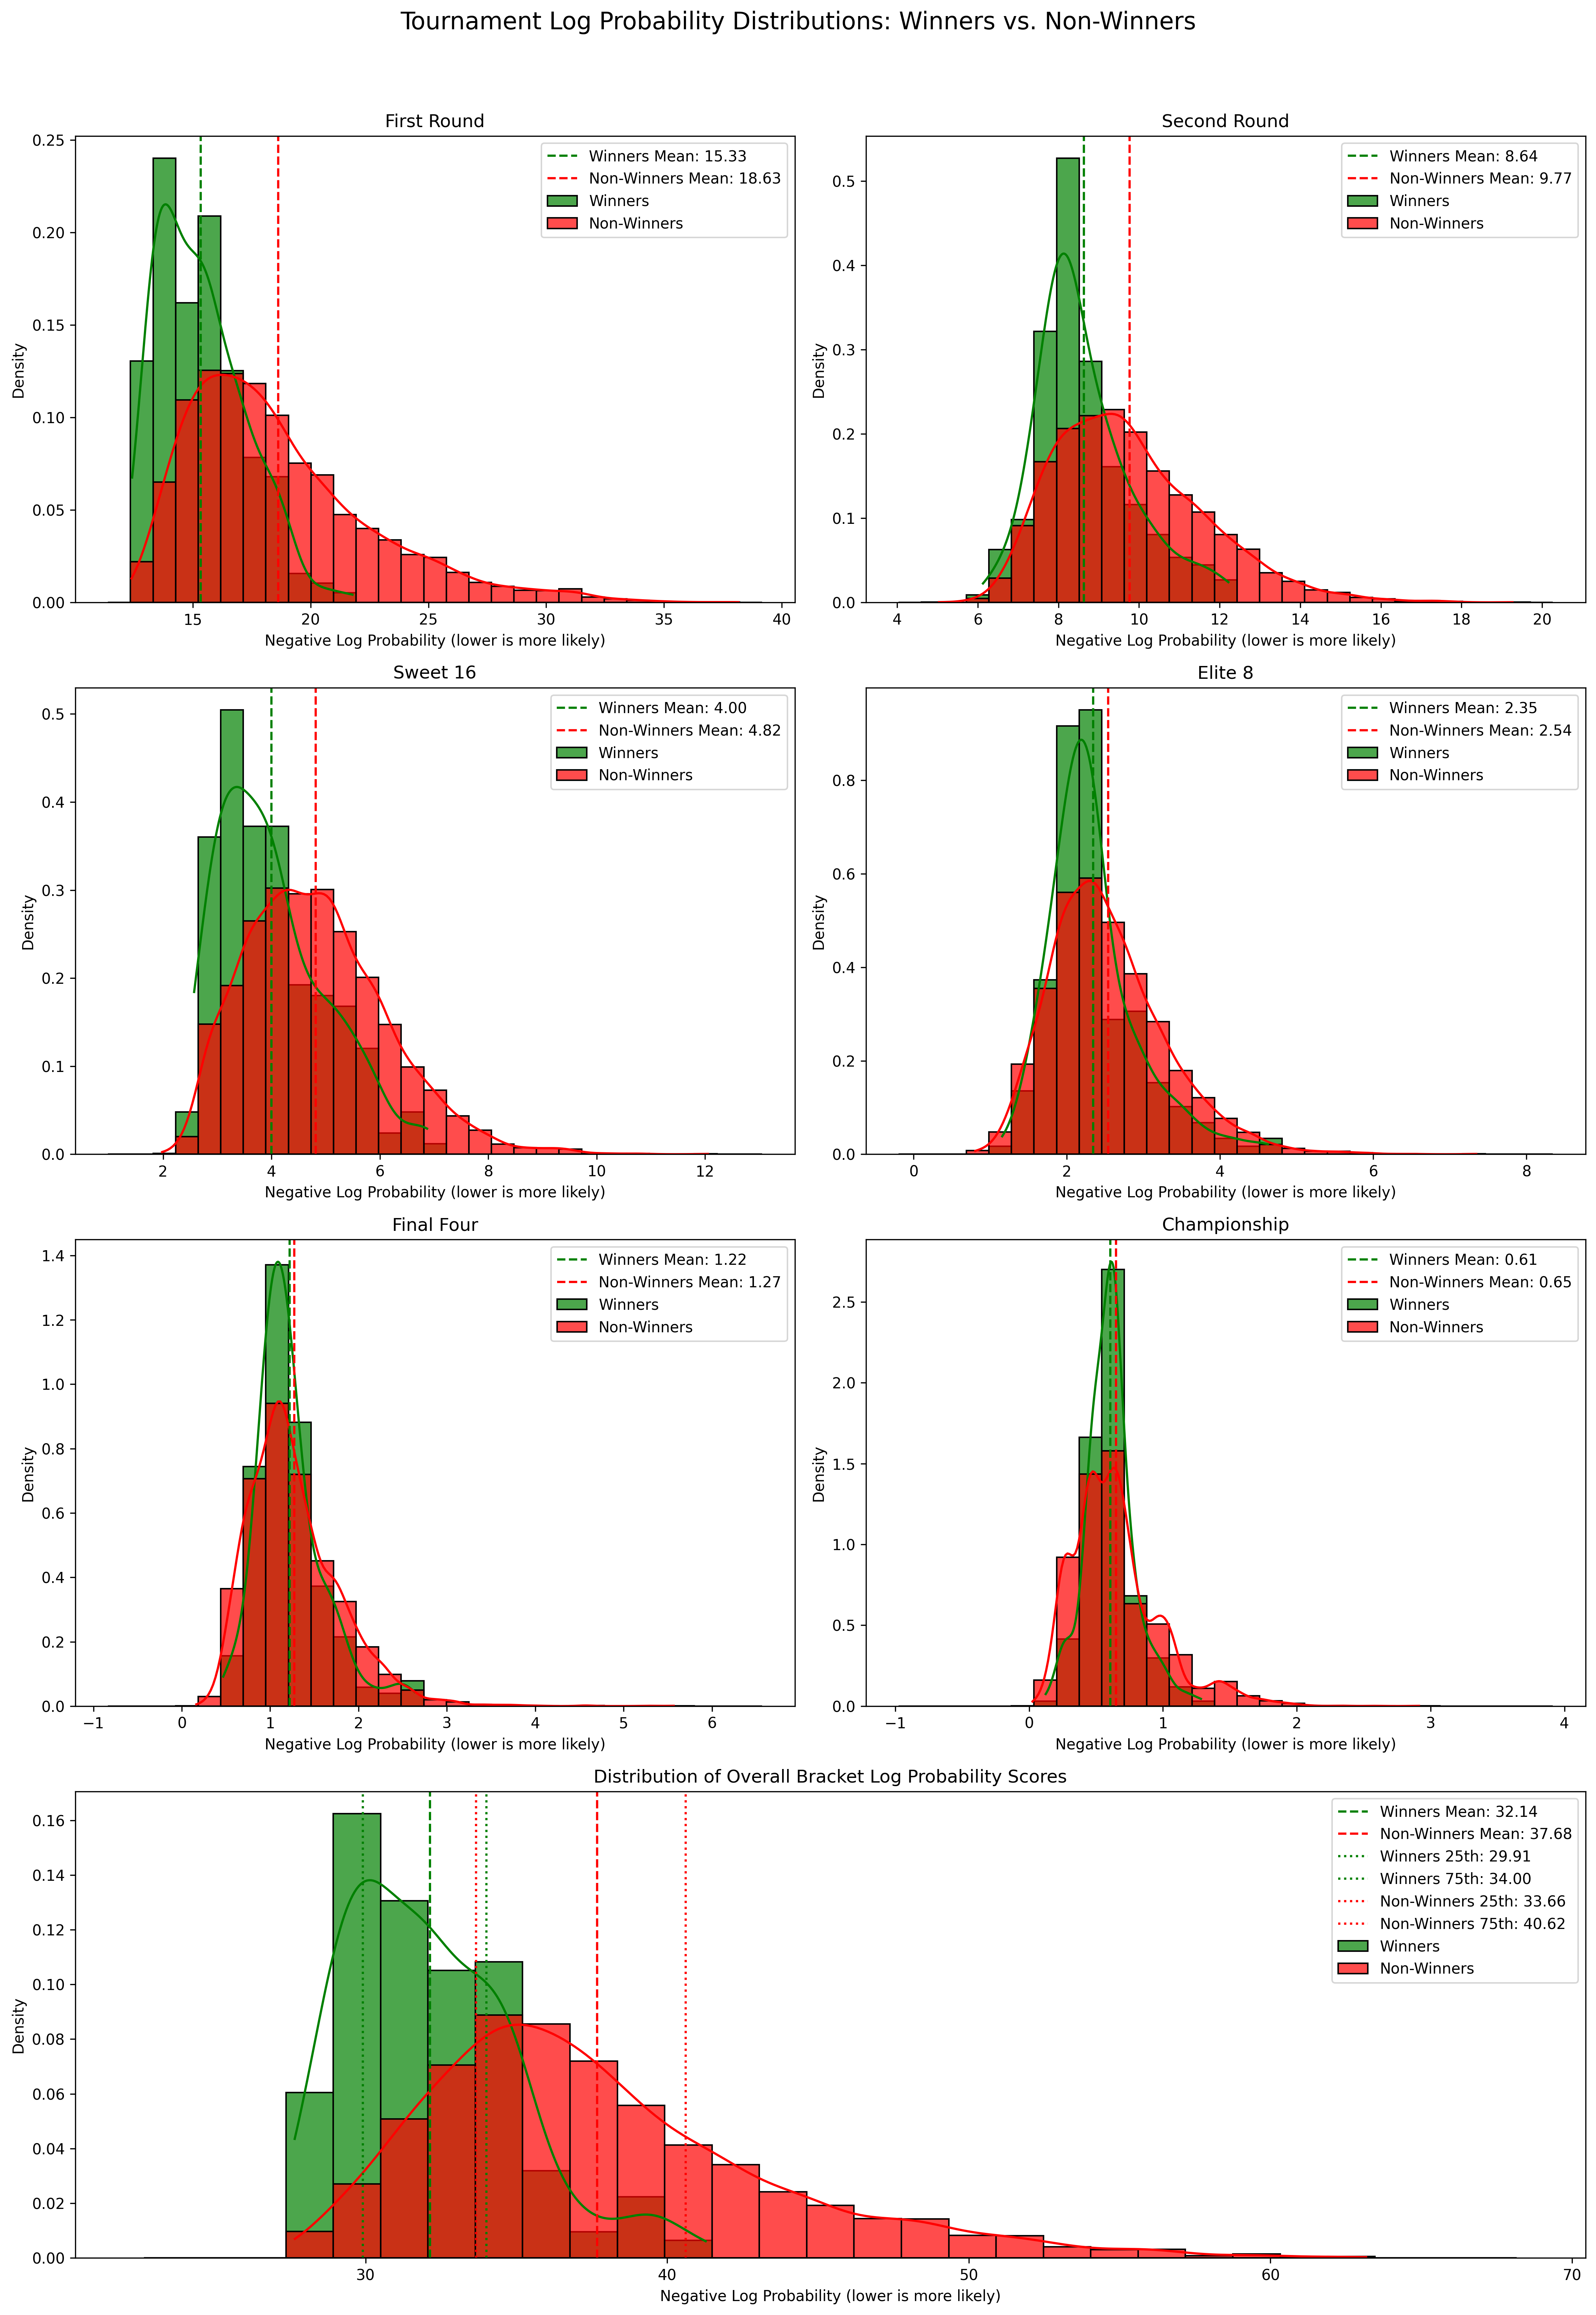 Tournament Log Probability Distributions: Winners vs. Non-Winners
First Round
0.25
0.20
0.15
0.10
0.05
0.00
Density
15 20 25 30 35 40
Negative Log Probability (lower is more likely)
Winners Mean: 15.33
Non-Winners Mean: 18.63
Winners
Non-Winners
Second Round
0.5
0.4
0.3
0.2
0.1
0.0
Density
4 6 8 10 12 14 16 18 20
Negative Log Probability (lower is more likely)
Winners Mean: 8.64
Non-Winners Mean: 9.77
Winners
Non-Winners
Sweet 16
0.5
0.4
0.3
0.2
0.1
0.0
Density
2 4 6 8 10 12
Negative Log Probability (lower is more likely)
Winners Mean: 4.00
Non-Winners Mean: 4.82
Winners
Non-Winners
Elite 8
0.8
0.6
0.4
0.2
0.0
Density
0 2 4 6 8
Negative Log Probability (lower is more likely)
Winners Mean: 2.35
Non-Winners Mean: 2.54
Winners
Non-Winners
Final Four
1.4
1.2
1.0
0.8
0.6
0.4
0.2
0.0
Density
−1 0 1 2 3 4 5 6
Negative Log Probability (lower is more likely)
Winners Mean: 1.22
Non-Winners Mean: 1.27
Winners
Non-Winners
Championship
2.5
2.0
1.5
1.0
0.5
0.0
Density
−1 0 1 2 3 4
Negative Log Probability (lower is more likely)
Winners Mean: 0.61
Non-Winners Mean: 0.65
Winners
Non-Winners
Distribution of Overall Bracket Log Probability Scores
0.16
0.14
0.12
0.10
0.08
0.06
0.04
0.02
0.00
Density
30 40 50 60 70
Negative Log Probability (lower is more likely)
Winners Mean: 32.14
Non-Winners Mean: 37.68
Winners 25th: 29.91
Winners 75th: 34.00
Non-Winners 25th: 33.66
Non-Winners 75th: 40.62
Winners
Non-Winners